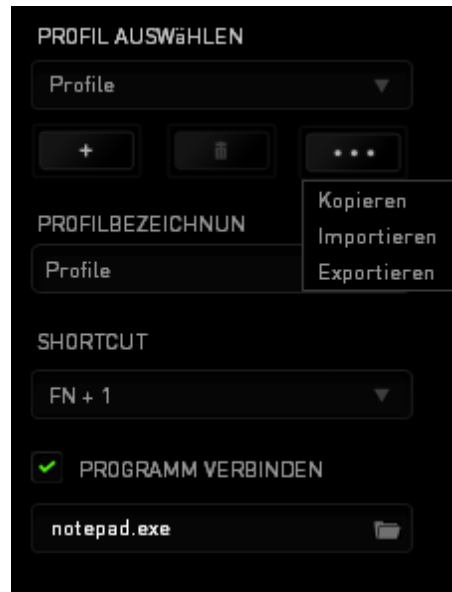 PROFIL AUSWäHLEN
Profile
+
...
Kopieren
Importieren
Exportieren
PROFILBEZEICHNUN
Profile
SHORTCUT
FN + 1
PROGRAMM VERBINDEN
notepad.exe